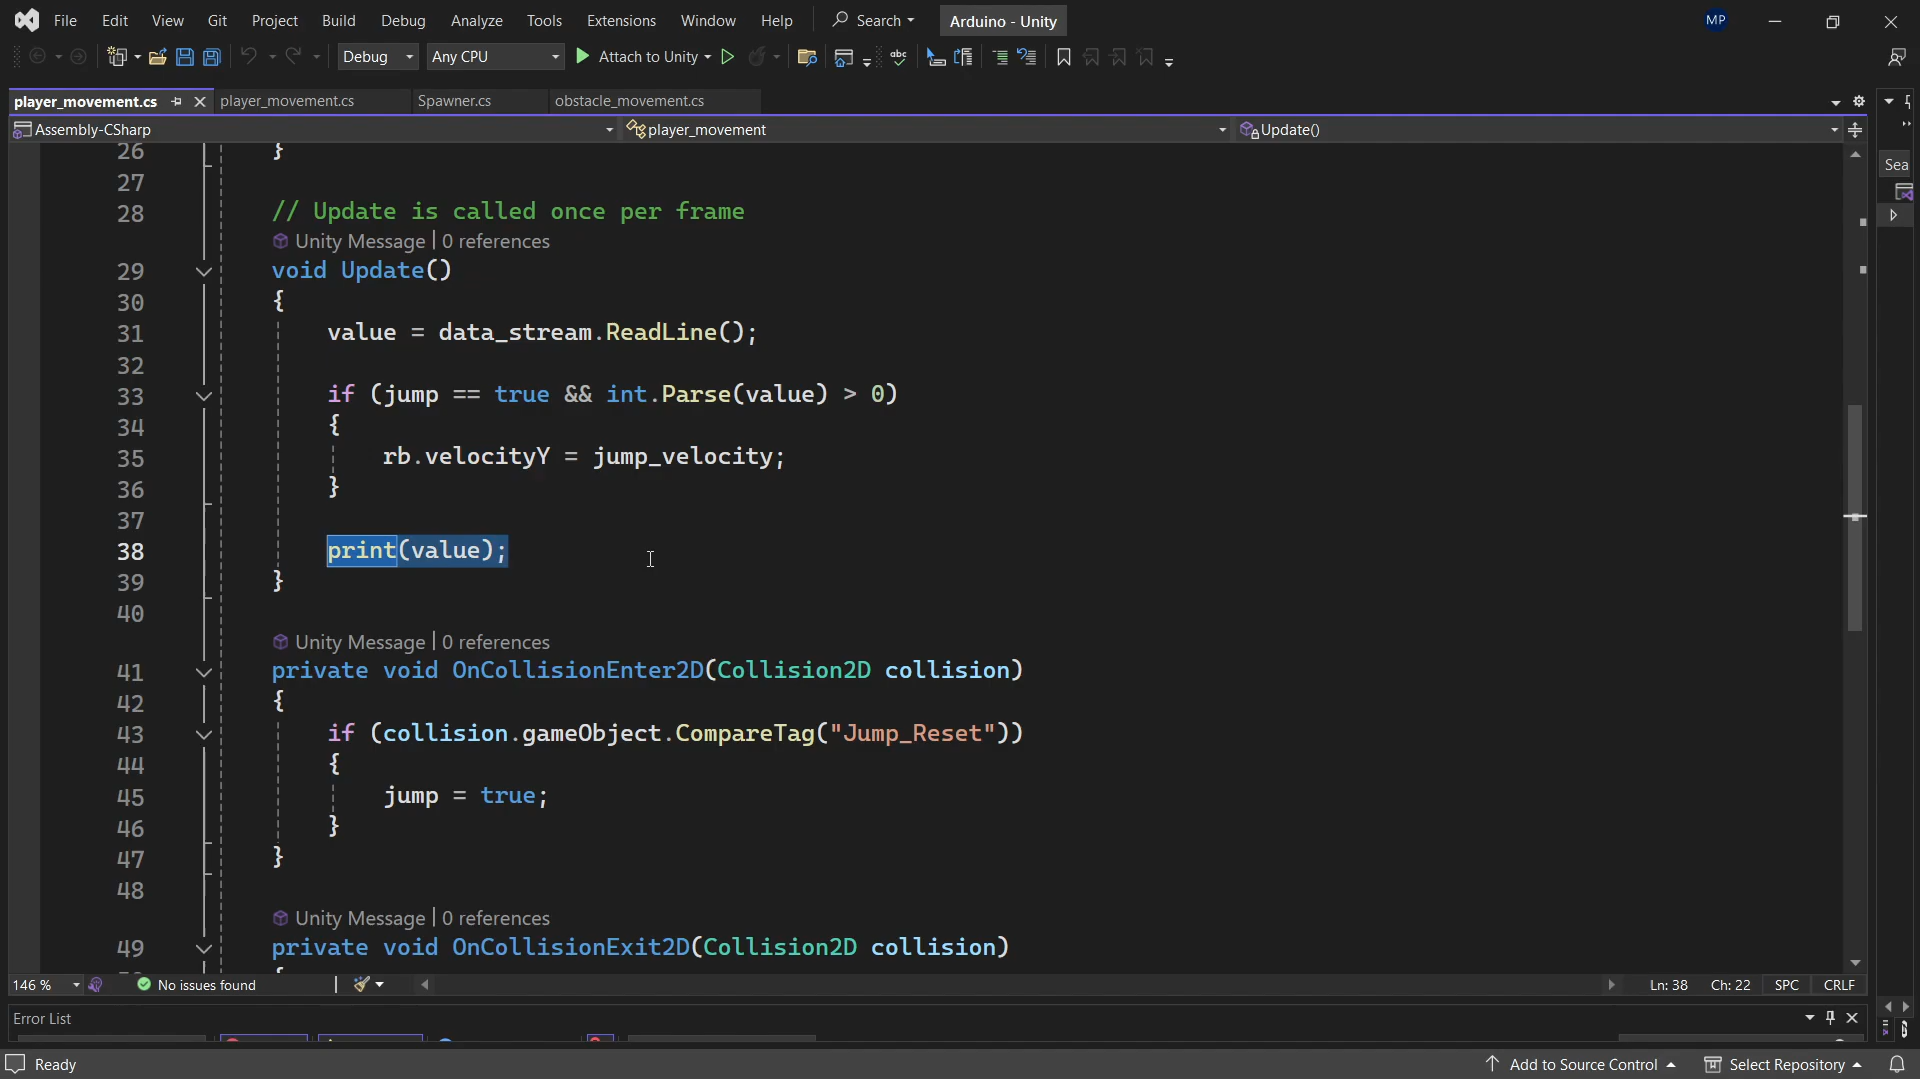 File Edit View Git Project Build Debug Analyze Tools Extensions Window Help Search Arduino - Unity MP
Debug Any CPU Attach to Unity abc
player_movement.cs player_movement.cs Spawner.cs obstacle_movement.cs
Assembly-CSharp player_movement Update()
Sea
26 }
27
28 // Update is called once per frame
Unity Message | 0 references
29 void Update()
30 {
31 value = data_stream.ReadLine();
32
33 if (jump == true && int.Parse(value) > 0)
34 {
35 rb.velocityY = jump_velocity;
36 }
37
38 print(value);
39 }
40
Unity Message | 0 references
41 private void OnCollisionEnter2D(Collision2D collision)
42 {
43 if (collision.gameObject.CompareTag("Jump_Reset"))
44 {
45 jump = true;
46 }
47 }
48
Unity Message | 0 references
49 private void OnCollisionExit2D(Collision2D collision)
{
146 % No issues found Ln: 38 Ch: 22 SPC CRLF
Error List
Ready Add to Source Control Select Repository